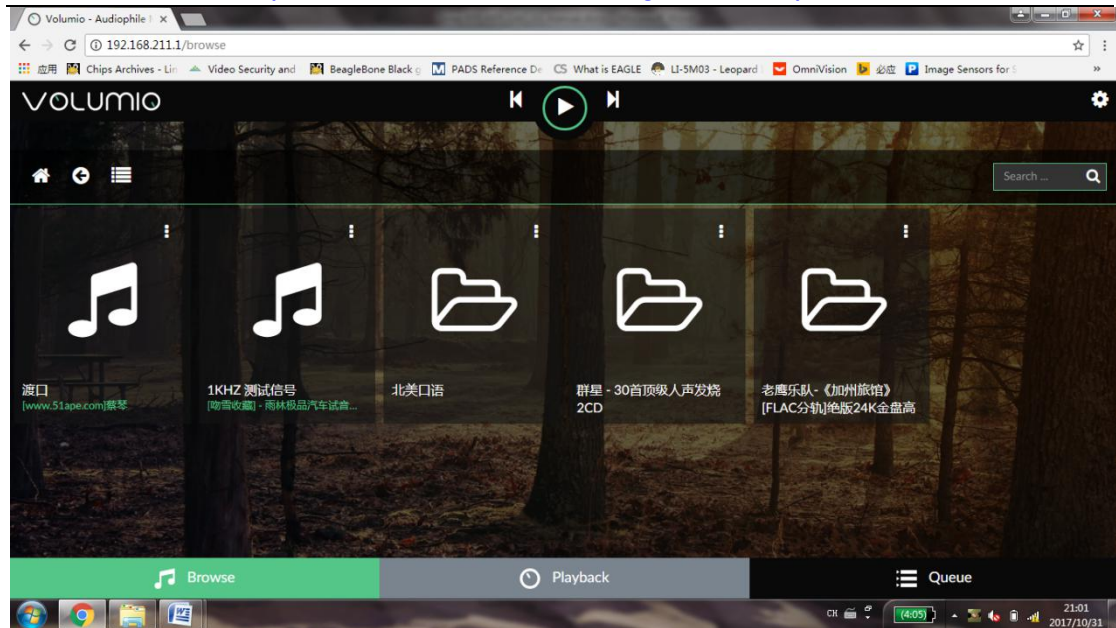 Volumio - Audiophile
192.168.211.1/browse
应用 Chips Archives - Lin Video Security and BeagleBone Black g PADS Reference De CS What is EAGLE LI-5M03 - Leopard OmniVision 必应 Image Sensors for S »
VOLUMIO
Search ...
渡口
[www.51ape.com]蔡琴
1KHZ 测试信号
[吻雪收藏] - 雨林极品汽车试音...
北美口语
群星 - 30首顶级人声发烧
2CD
老鹰乐队-《加州旅馆》
[FLAC分轨]绝版24K金盘高
Browse
Playback
Queue
CH
(4:05)
21:01
2017/10/31